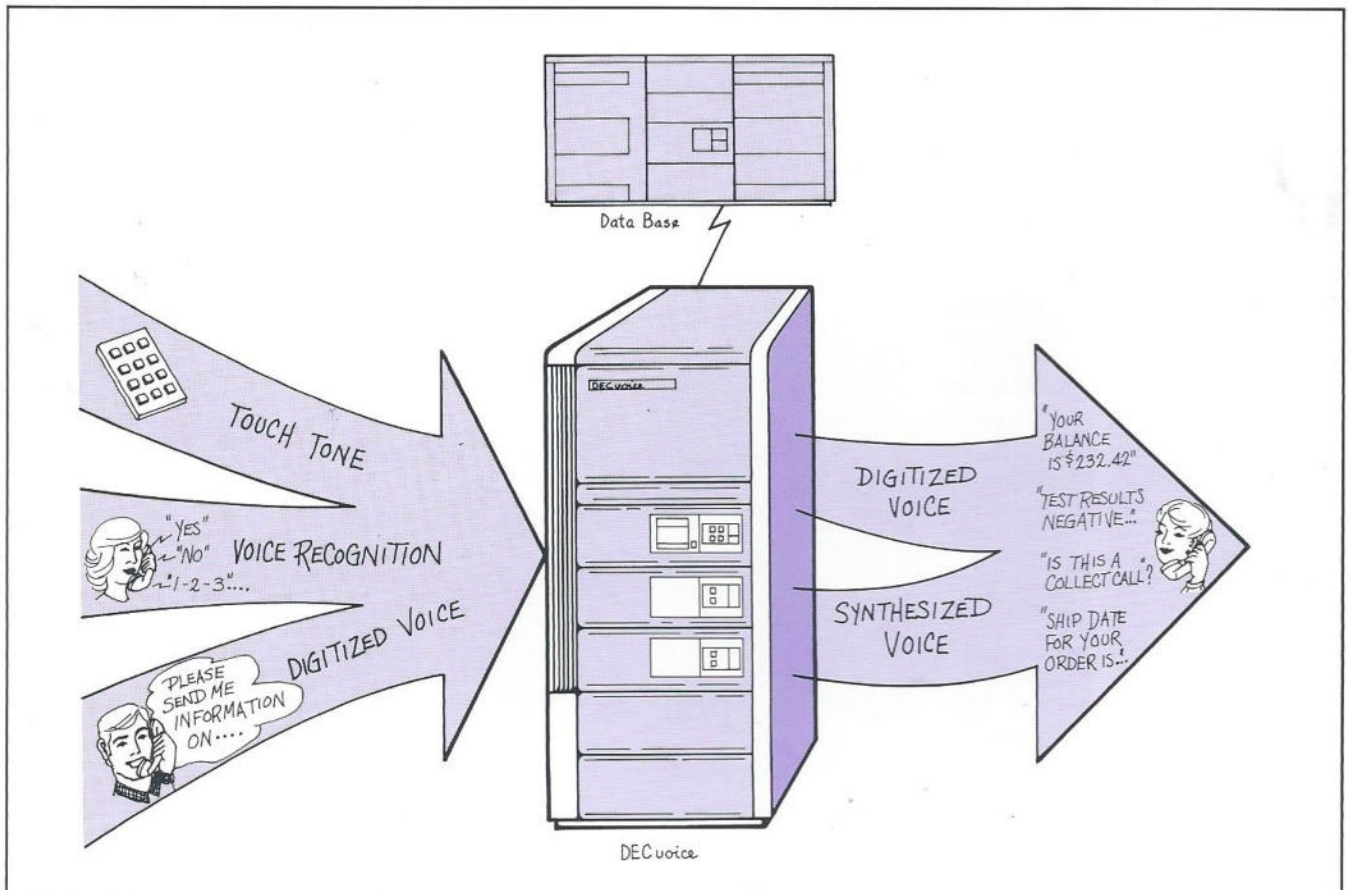 Data Base
DECvoice
TOUCH TONE
"YES"
"NO"
"1-2-3"....
VOICE RECOGNITION
DIGITIZED VOICE
PLEASE
SEND ME
INFORMATION
ON....
DIGITIZED
VOICE
SYNTHESIZED
VOICE
"YOUR
BALANCE
IS $232.42"
"TEST RESULTS
NEGATIVE..."
"IS THIS A
COLLECT CALL"?
"SHIP DATE
FOR YOUR
ORDER IS..."
DECvoice